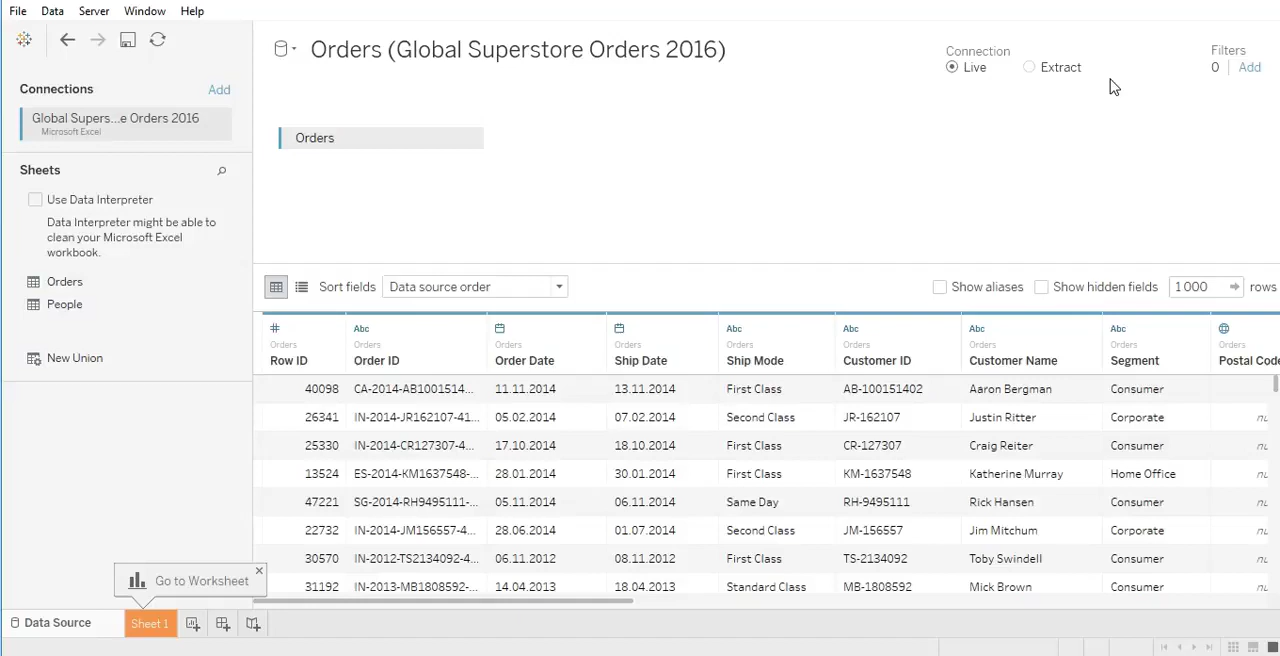 File Data Server Window Help
Orders (Global Superstore Orders 2016)
Connection
Live Extract
Filters
0 Add
Connections Add
Global Supers...e Orders 2016
Microsoft Excel
Orders
Sheets
Use Data Interpreter
Data Interpreter might be able to
clean your Microsoft Excel
workbook.
Orders
People
New Union
Sort fields Data source order Show aliases Show hidden fields 1 000 rows
# Abc Abc Abc Abc Abc
Orders Orders Orders Orders Orders Orders Orders Orders Orders
Row ID Order ID Order Date Ship Date Ship Mode Customer ID Customer Name Segment Postal Code
40098 CA-2014-AB1001514... 11.11.2014 13.11.2014 First Class AB-100151402 Aaron Bergman Consumer
26341 IN-2014-JR162107-41... 05.02.2014 07.02.2014 Second Class JR-162107 Justin Ritter Corporate nu
25330 IN-2014-CR127307-4... 17.10.2014 18.10.2014 First Class CR-127307 Craig Reiter Consumer nu
13524 ES-2014-KM1637548-... 28.01.2014 30.01.2014 First Class KM-1637548 Katherine Murray Home Office nu
47221 SG-2014-RH9495111-... 05.11.2014 06.11.2014 Same Day RH-9495111 Rick Hansen Consumer nu
22732 IN-2014-JM156557-4... 28.06.2014 01.07.2014 Second Class JM-156557 Jim Mitchum Corporate nu
30570 IN-2012-TS2134092-4... 06.11.2012 08.11.2012 First Class TS-2134092 Toby Swindell Consumer nu
31192 IN-2013-MB1808592-... 14.04.2013 18.04.2013 Standard Class MB-1808592 Mick Brown Consumer nu
Go to Worksheet
Data Source Sheet 1